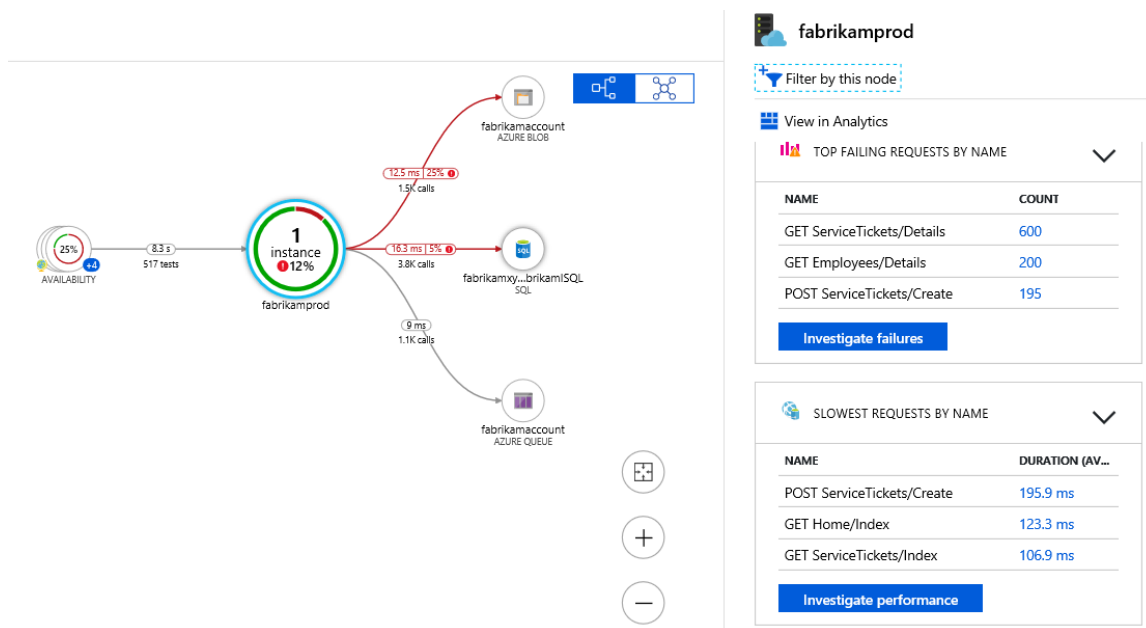 fabrikamaccount
AZURE BLOB
12.5 ms | 25%
1.5K calls
25%
+4
AVAILABILITY
8.3 s
517 tests
1
instance
12%
fabrikamprod
16.3 ms | 5%
3.8K calls
SQL
fabrikamxy...brikamlSQL
SQL
9 ms
1.1K calls
fabrikamaccount
AZURE QUEUE
fabrikamprod
Filter by this node
View in Analytics
TOP FAILING REQUESTS BY NAME
NAME COUNT
GET ServiceTickets/Details 600
GET Employees/Details 200
POST ServiceTickets/Create 195
Investigate failures
SLOWEST REQUESTS BY NAME
NAME DURATION (AV...
POST ServiceTickets/Create 195.9 ms
GET Home/Index 123.3 ms
GET ServiceTickets/Index 106.9 ms
Investigate performance